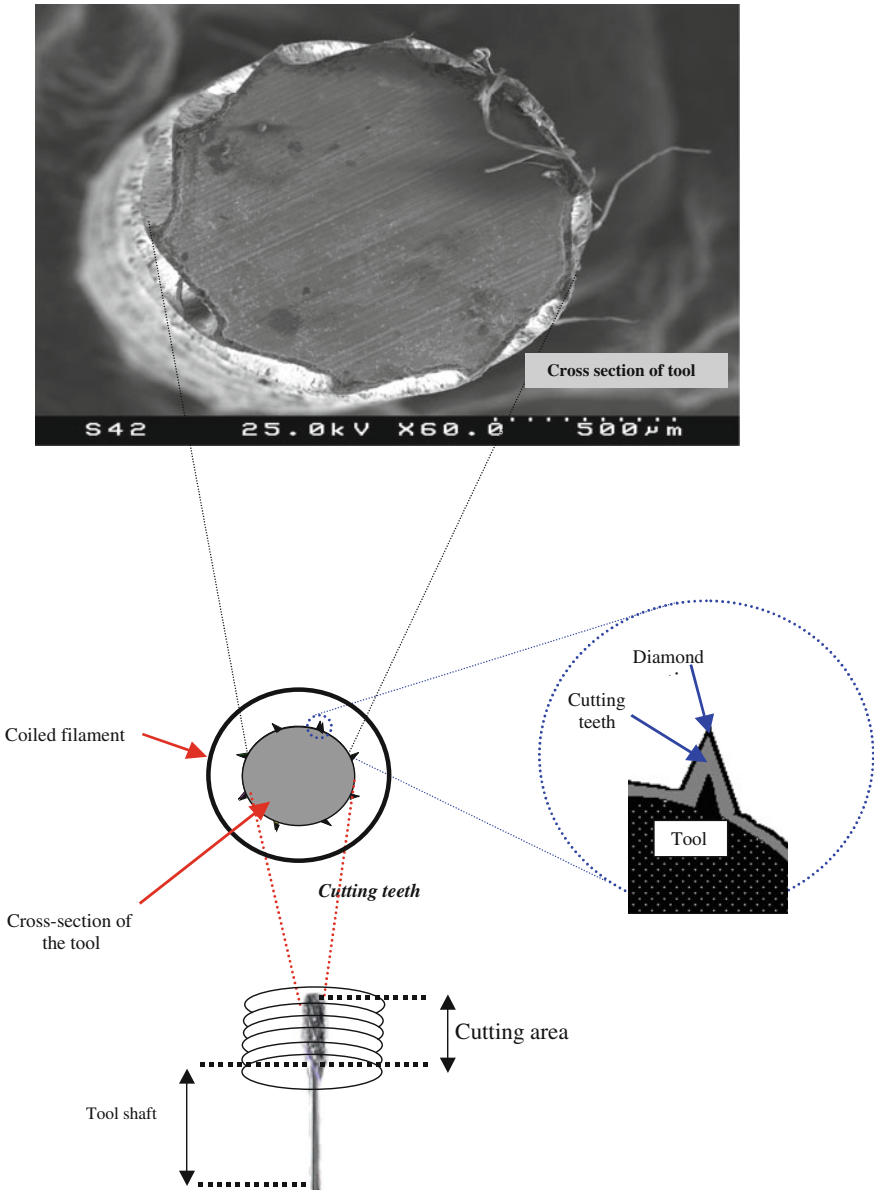 Cross section of tool
S42 25.0kV X60.0 500µm
Diamond
Cutting
teeth
Coiled filament
Tool
Cutting teeth
Cross-section of
the tool
Cutting area
Tool shaft